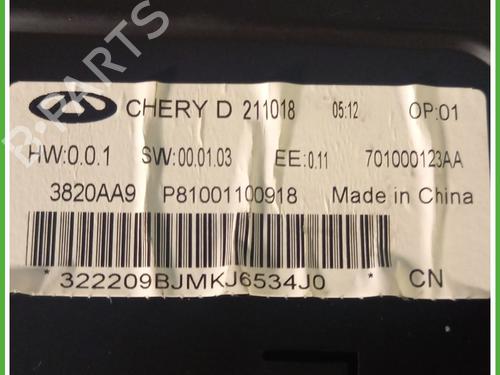 B-PARTS
CHERY D 211018 05:12 OP:01
HW:0.0.1 SW:00.01.03 EE:0.11 701000123AA
3820AA9 P81001100918 Made in China
* 322209BJMKJ6534J0 * CN